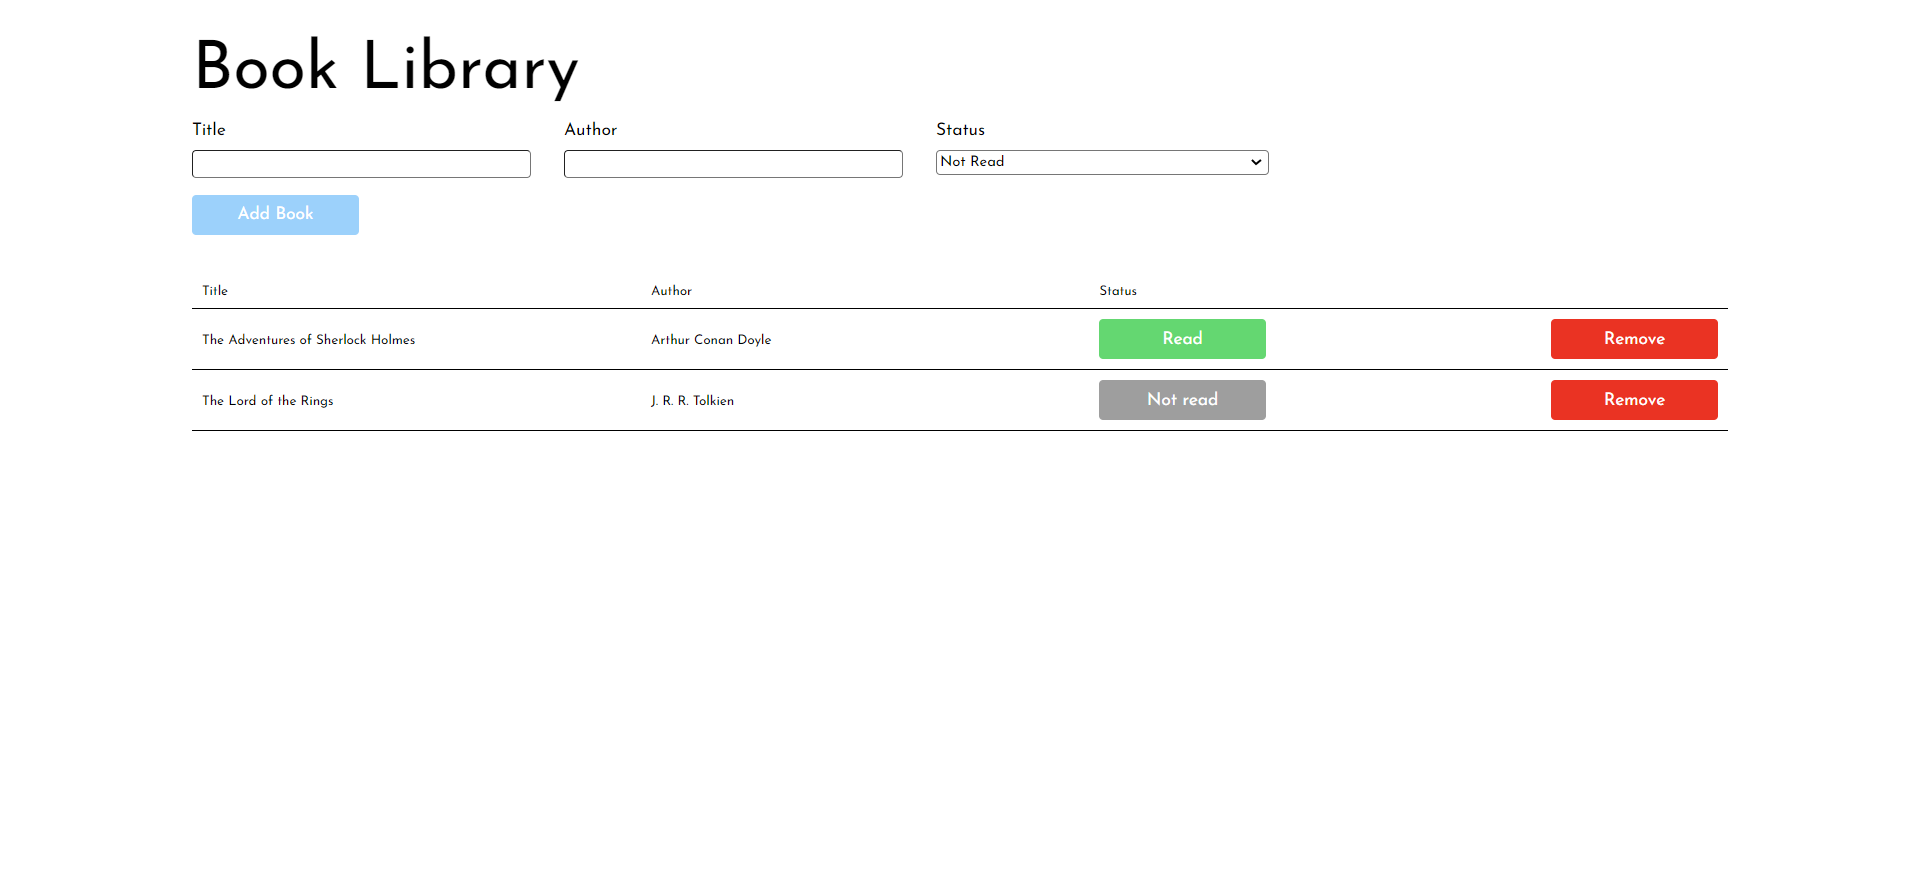 Book Library
Title Author Status
Not Read
Add Book
Title Author Status
The Adventures of Sherlock Holmes Arthur Conan Doyle Read Remove
The Lord of the Rings J. R. R. Tolkien Not read Remove